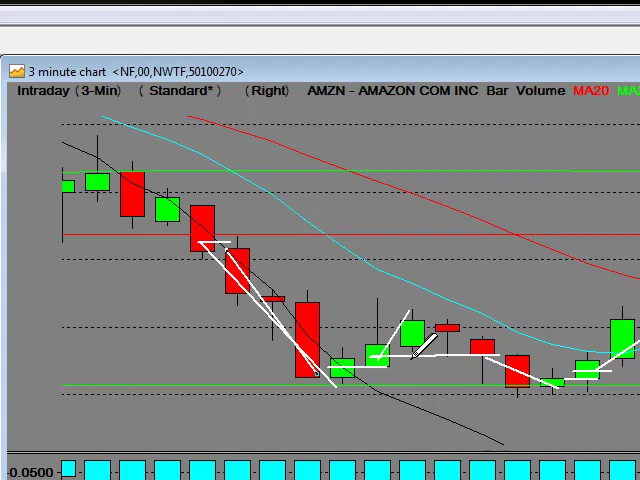 3 minute chart <NF,00,NWTF,50100270>
Intraday (3-Min) ( Standard* ) (Right) AMZN - AMAZON COM INC Bar Volume MA20
-0.0500